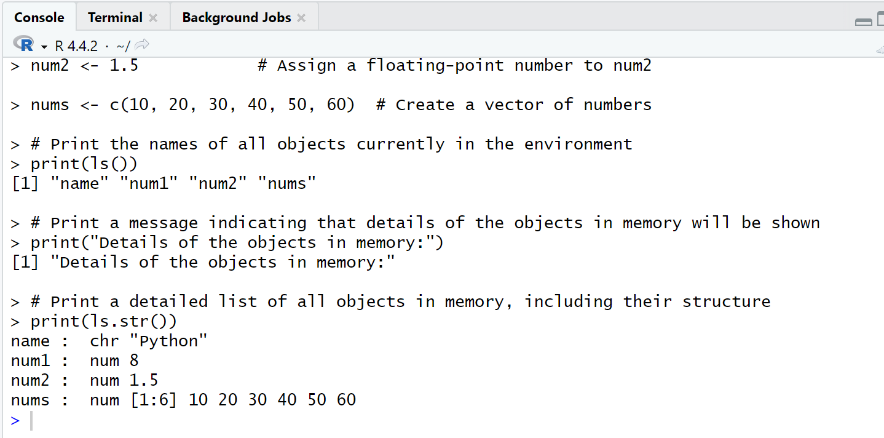 Console Terminal Background Jobs
R R 4.4.2 · ~/
> num2 <- 1.5            # Assign a floating-point number to num2
> nums <- c(10, 20, 30, 40, 50, 60)  # Create a vector of numbers
> # Print the names of all objects currently in the environment
> print(ls())
[1] "name" "num1" "num2" "nums"
> # Print a message indicating that details of the objects in memory will be shown
> print("Details of the objects in memory:")
[1] "Details of the objects in memory:"
> # Print a detailed list of all objects in memory, including their structure
> print(ls.str())
name :  chr "Python"
num1 :  num 8
num2 :  num 1.5
nums :  num [1:6] 10 20 30 40 50 60
>